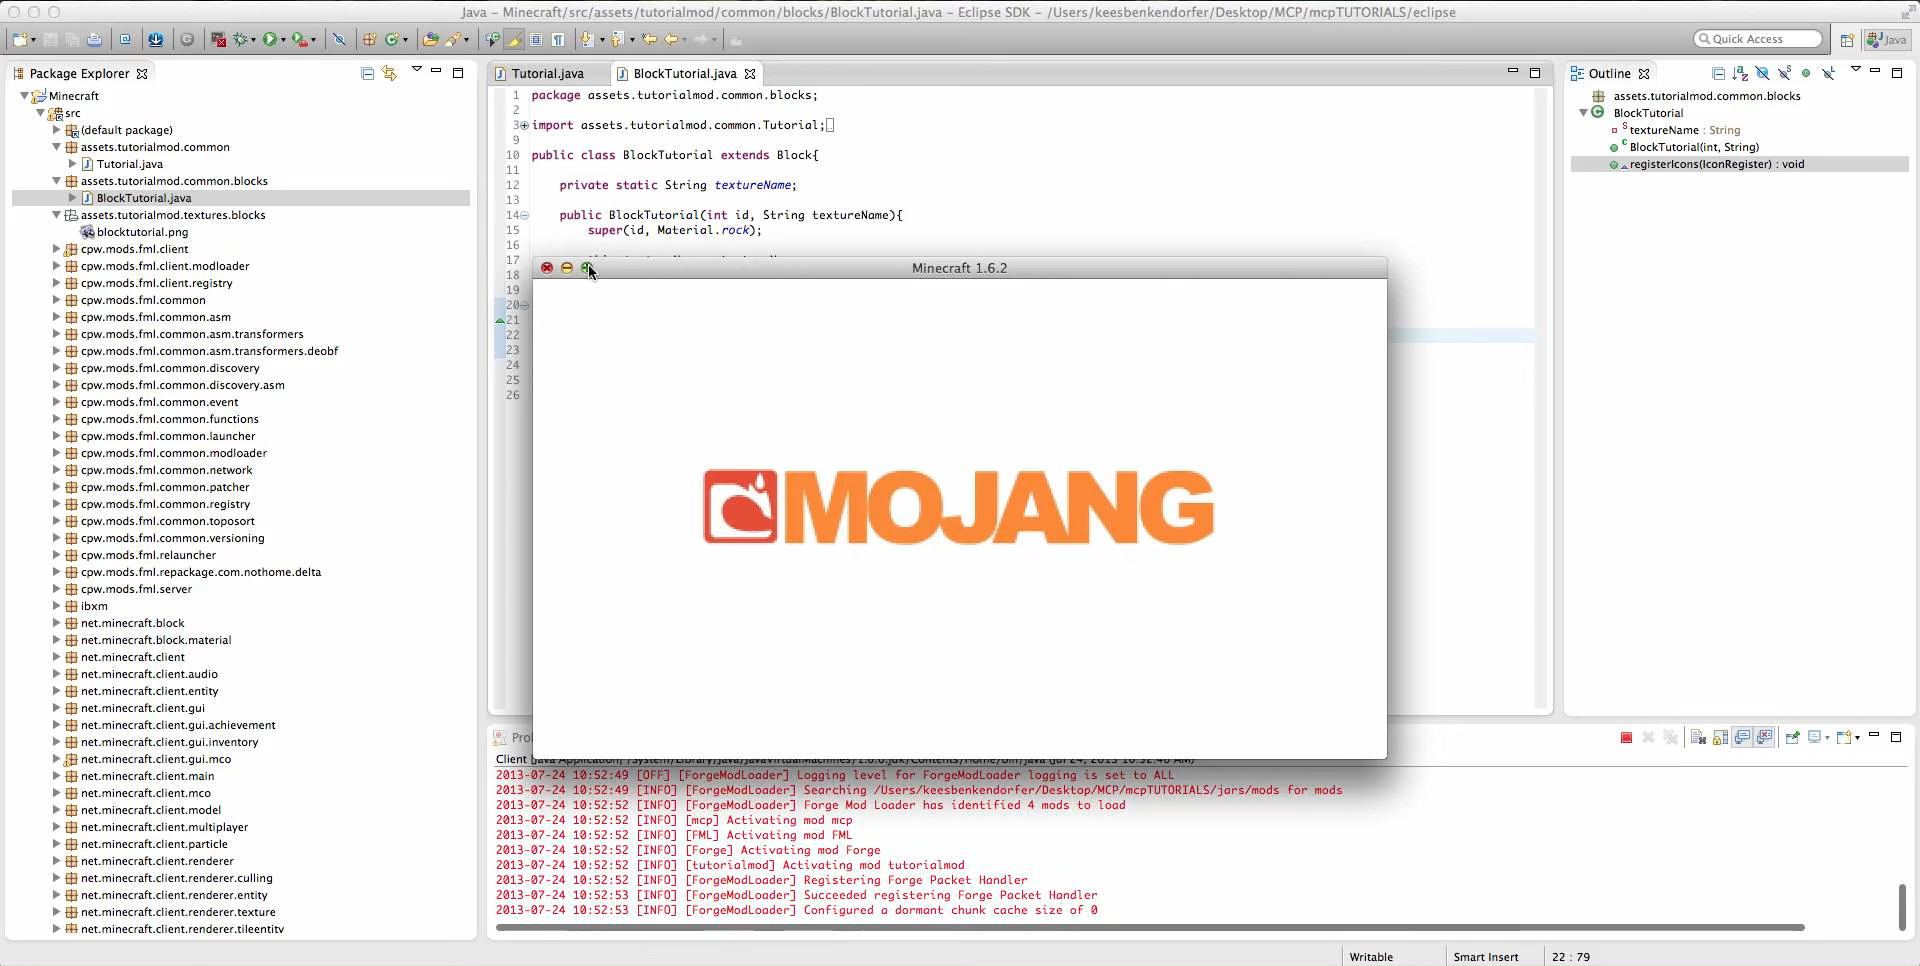 Java – Minecraft/src/assets/tutorialmod/common/blocks/BlockTutorial.java – Eclipse SDK – /Users/keesbenkendorfer/Desktop/MCP/mcpTUTORIALS/eclipse
Quick Access
Java
Package Explorer
Minecraft
src
(default package)
assets.tutorialmod.common
Tutorial.java
assets.tutorialmod.common.blocks
BlockTutorial.java
assets.tutorialmod.textures.blocks
blocktutorial.png
cpw.mods.fml.client
cpw.mods.fml.client.modloader
cpw.mods.fml.client.registry
cpw.mods.fml.common
cpw.mods.fml.common.asm
cpw.mods.fml.common.asm.transformers
cpw.mods.fml.common.asm.transformers.deobf
cpw.mods.fml.common.discovery
cpw.mods.fml.common.discovery.asm
cpw.mods.fml.common.event
cpw.mods.fml.common.functions
cpw.mods.fml.common.launcher
cpw.mods.fml.common.modloader
cpw.mods.fml.common.network
cpw.mods.fml.common.patcher
cpw.mods.fml.common.registry
cpw.mods.fml.common.toposort
cpw.mods.fml.common.versioning
cpw.mods.fml.relauncher
cpw.mods.fml.repackage.com.nothome.delta
cpw.mods.fml.server
ibxm
net.minecraft.block
net.minecraft.block.material
net.minecraft.client
net.minecraft.client.audio
net.minecraft.client.entity
net.minecraft.client.gui
net.minecraft.client.gui.achievement
net.minecraft.client.gui.inventory
net.minecraft.client.gui.mco
net.minecraft.client.main
net.minecraft.client.mco
net.minecraft.client.model
net.minecraft.client.multiplayer
net.minecraft.client.particle
net.minecraft.client.renderer
net.minecraft.client.renderer.culling
net.minecraft.client.renderer.entity
net.minecraft.client.renderer.texture
net.minecraft.client.renderer.tileentity
Tutorial.java
BlockTutorial.java
1 package assets.tutorialmod.common.blocks;
2
3 import assets.tutorialmod.common.Tutorial;
9
10 public class BlockTutorial extends Block{
11
12 private static String textureName;
13
14 public BlockTutorial(int id, String textureName){
15 super(id, Material.rock);
16
17
18
19
20
21
22
23
24
25
26
Minecraft 1.6.2
MOJANG
Outline
assets.tutorialmod.common.blocks
BlockTutorial
textureName : String
BlockTutorial(int, String)
registerIcons(IconRegister) : void
2013-07-24 10:52:49 [OFF] [ForgeModLoader] Logging level for ForgeModLoader logging is set to ALL
2013-07-24 10:52:49 [INFO] [ForgeModLoader] Searching /Users/keesbenkendorfer/Desktop/MCP/mcpTUTORIALS/jars/mods for mods
2013-07-24 10:52:52 [INFO] [ForgeModLoader] Forge Mod Loader has identified 4 mods to load
2013-07-24 10:52:52 [INFO] [mcp] Activating mod mcp
2013-07-24 10:52:52 [INFO] [FML] Activating mod FML
2013-07-24 10:52:52 [INFO] [Forge] Activating mod Forge
2013-07-24 10:52:52 [INFO] [tutorialmod] Activating mod tutorialmod
2013-07-24 10:52:52 [INFO] [ForgeModLoader] Registering Forge Packet Handler
2013-07-24 10:52:53 [INFO] [ForgeModLoader] Succeeded registering Forge Packet Handler
2013-07-24 10:52:53 [INFO] [ForgeModLoader] Configured a dormant chunk cache size of 0
Writable
Smart Insert
22 : 79